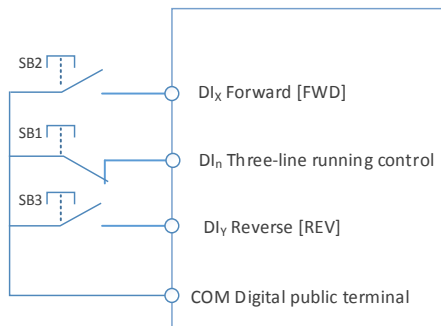 SB2
DIX Forward [FWD]
SB1
DIn Three-line running control
SB3
DIY Reverse [REV]
COM Digital public terminal